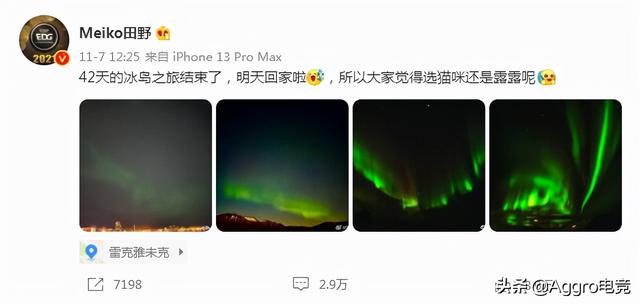 EDG
2021
V
Meiko田野
11-7 12:25 来自 iPhone 13 Pro Max
42天的冰岛之旅结束了，明天回家啦，所以大家觉得选猫咪还是露露呢
雷克雅未克
7198
2.9万
头条@Aggro电竞